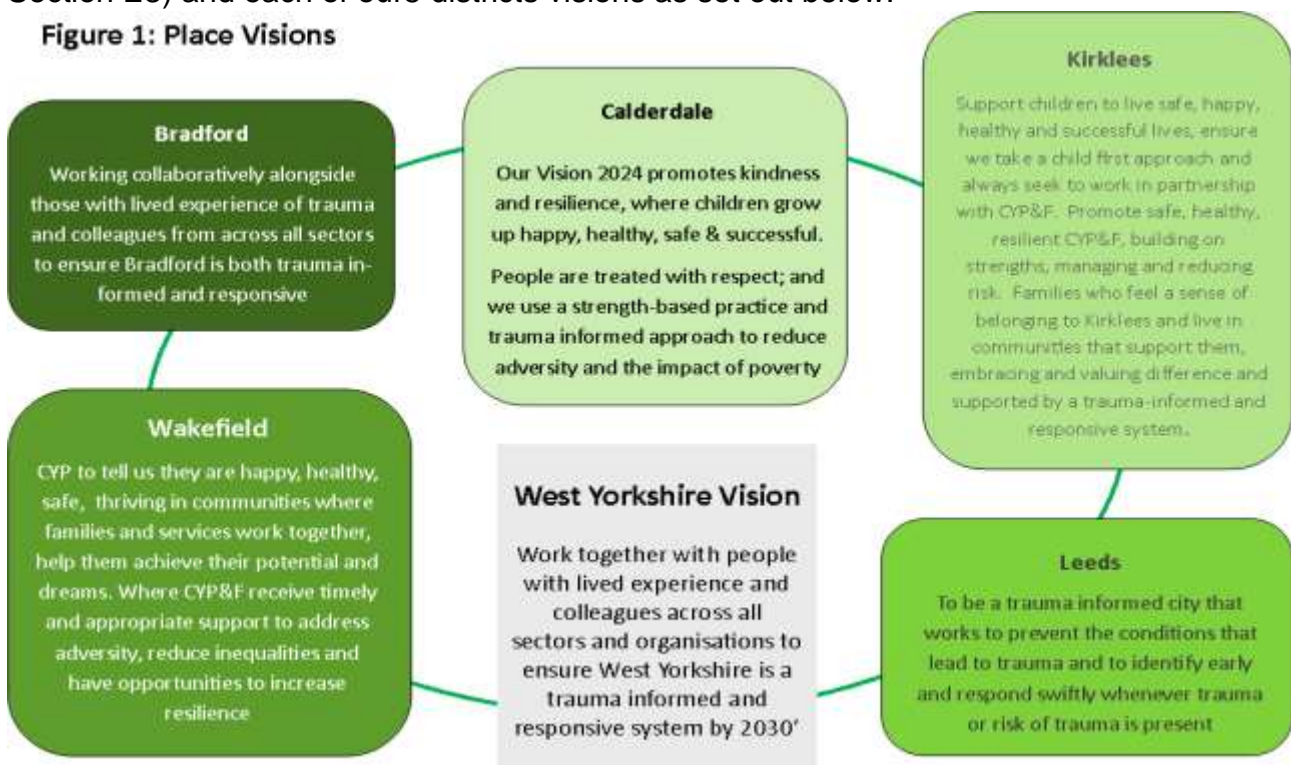 Figure 1: Place Visions
Bradford
Working collaboratively alongside
those with lived experience of trauma
and colleagues from across all sectors
to ensure Bradford is both trauma in-
formed and responsive
Calderdale
Our Vision 2024 promotes kindness
and resilience, where children grow
up happy, healthy, safe & successful.
People are treated with respect; and
we use a strength-based practice and
trauma informed approach to reduce
adversity and the impact of poverty
Kirklees
Support children to live safe, happy,
healthy and successful lives, ensure
we take a child first approach and
always seek to work in partnership
with CYP&F. Promote safe, healthy,
resilient CYP&F, building on
strengths, managing and reducing
risk. Families who feel a sense of
belonging to Kirklees and live in
communities that support them,
embracing and valuing difference and
supported by a trauma-informed and
responsive system.
Wakefield
CYP to tell us they are happy, healthy,
safe, thriving in communities where
families and services work together,
help them achieve their potential and
dreams. Where CYP&F receive timely
and appropriate support to address
adversity, reduce inequalities and
have opportunities to increase
resilience
West Yorkshire Vision
Work together with people
with lived experience and
colleagues across all
sectors and organisations to
ensure West Yorkshire is a
trauma informed and
responsive system by 2030'
Leeds
To be a trauma informed city that
works to prevent the conditions that
lead to trauma and to identify early
and respond swiftly whenever trauma
or risk of trauma is present